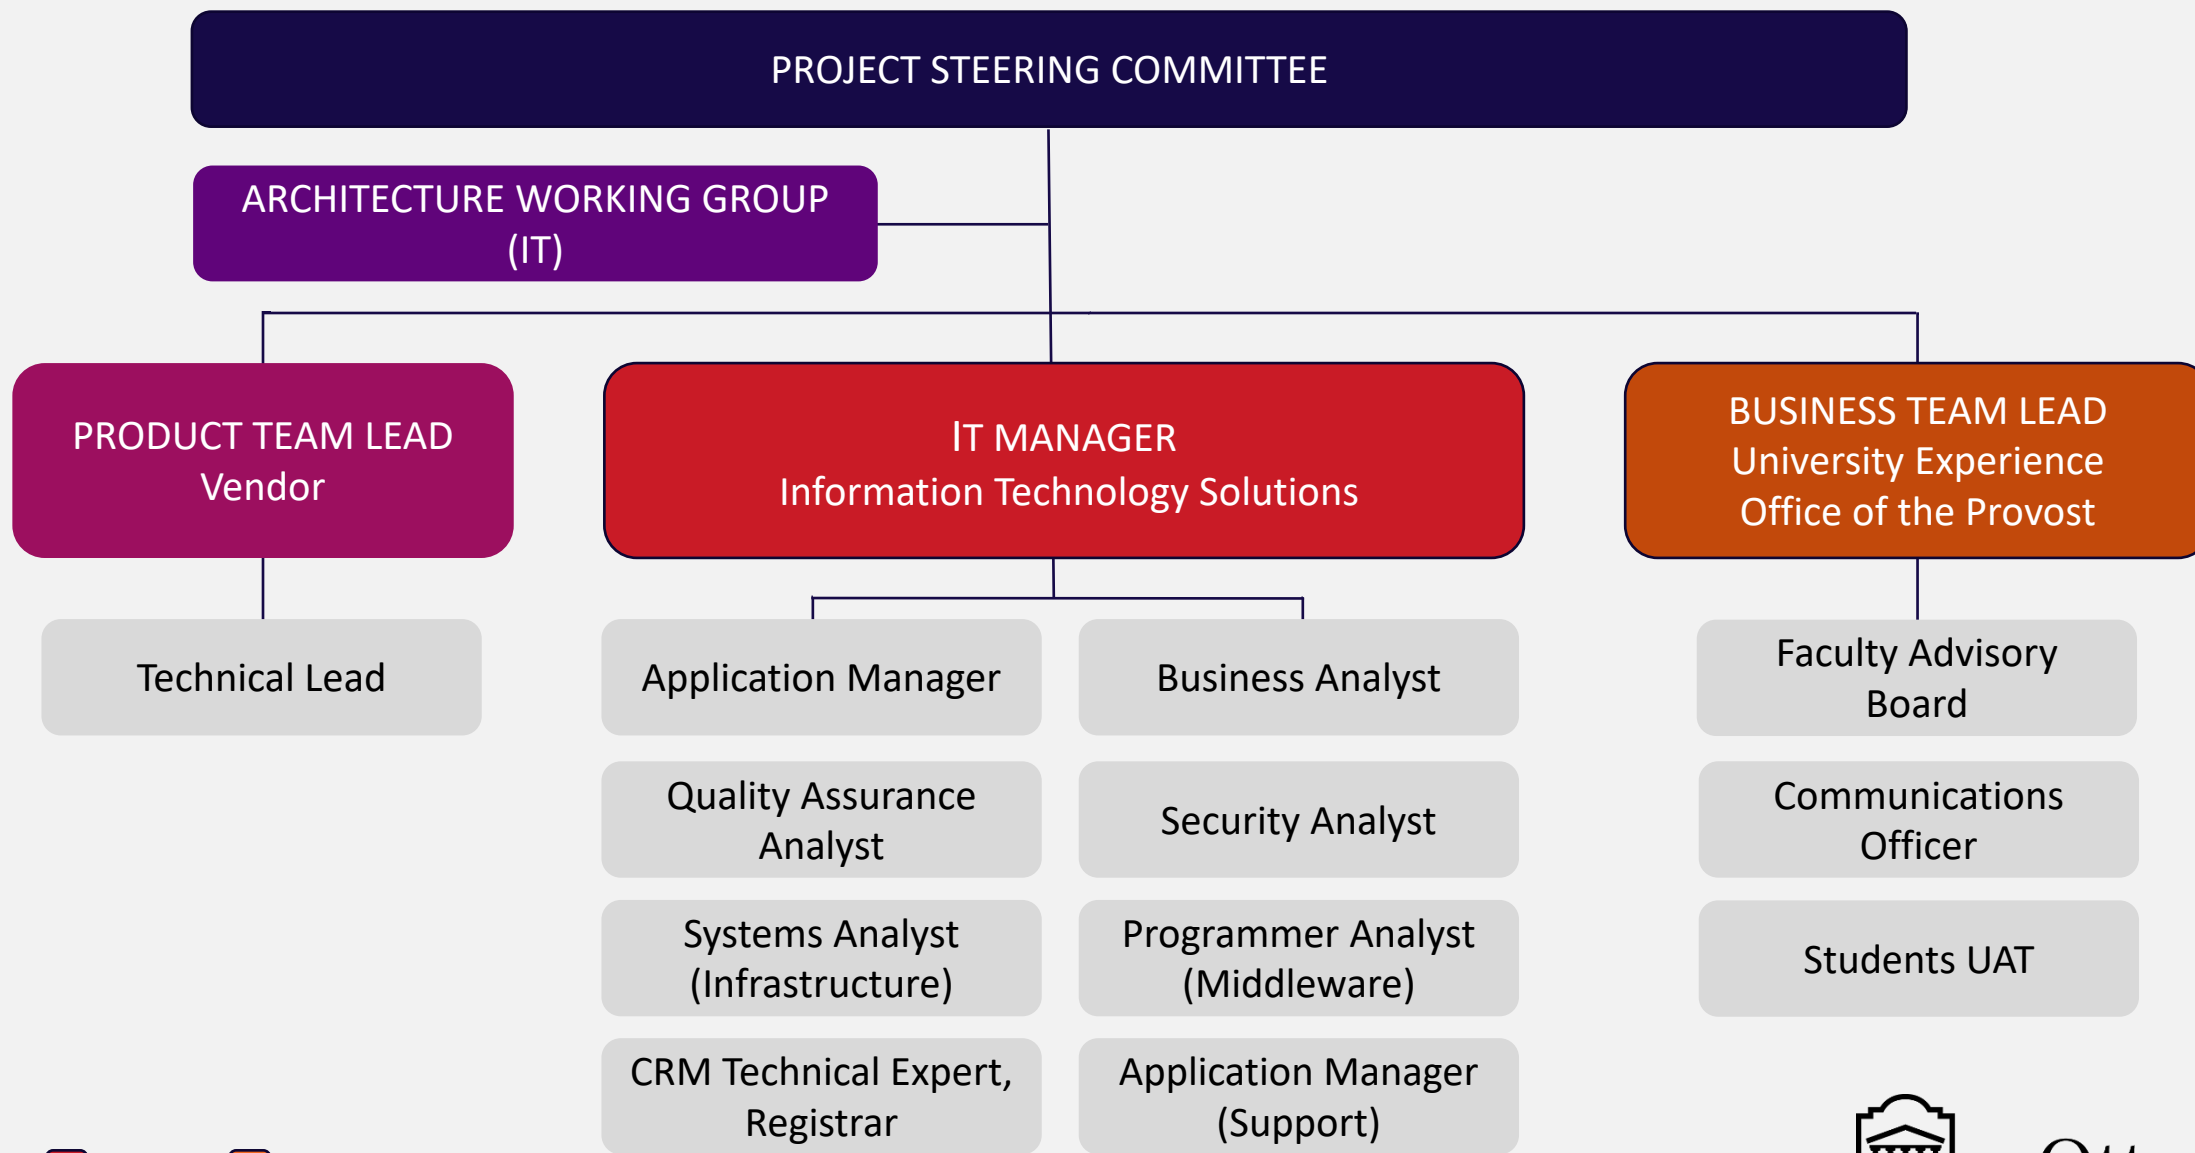 PROJECT STEERING COMMITTEE
ARCHITECTURE WORKING GROUP
(IT)
PRODUCT TEAM LEAD
Vendor
IT MANAGER
Information Technology Solutions
BUSINESS TEAM LEAD
University Experience
Office of the Provost
Technical Lead
Application Manager
Business Analyst
Faculty Advisory
Board
Quality Assurance
Analyst
Security Analyst
Communications
Officer
Systems Analyst
(Infrastructure)
Programmer Analyst
(Middleware)
Students UAT
CRM Technical Expert,
Registrar
Application Manager
(Support)